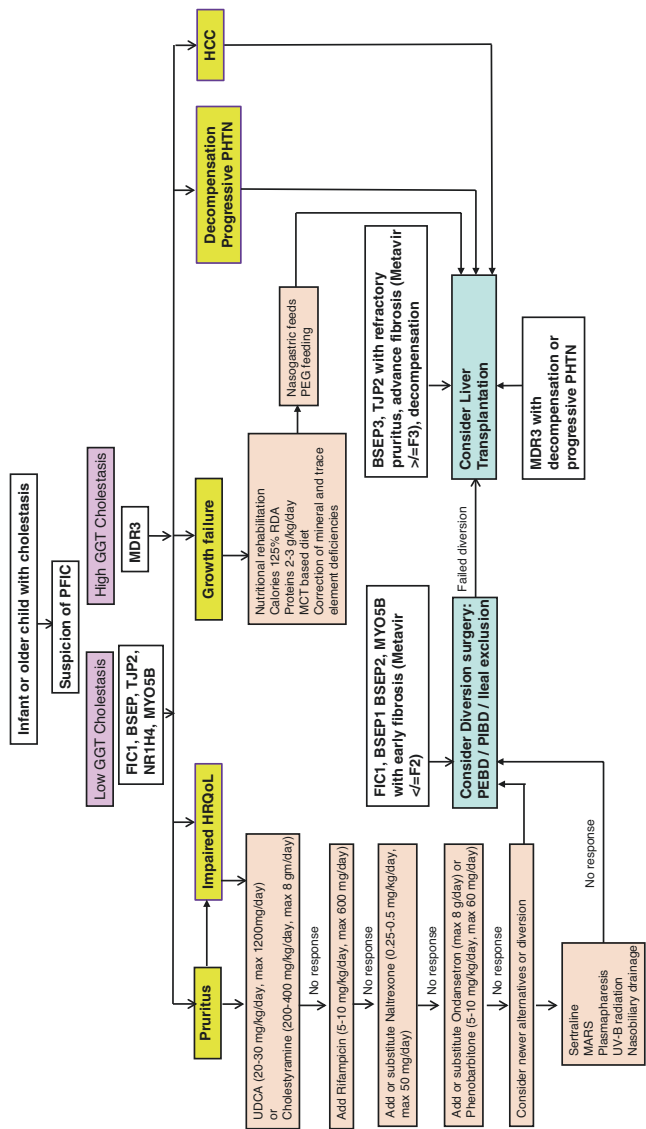 Infant or older child with cholestasis
Suspicion of PFIC
Low GGT Cholestasis
High GGT Cholestasis
FIC1, BSEP, TJP2,
NR1H4, MYO5B
MDR3
Pruritus
Impaired HRQoL
Growth failure
Decompensation
Progressive PHTN
HCC
UDCA (20-30 mg/kg/day, max 1200mg/day)
or
Cholestyramine (200-400 mg/kg/day, max 8 gm/day)
No response
Add Rifampicin (5-10 mg/kg/day, max 600 mg/day)
No response
Add or substitute Naltrexone (0.25-0.5 mg/kg/day,
max 50 mg/day)
No response
Add or substitute Ondansetron (max 8 g/day) or
Phenobarbitone (5-10 mg/kg/day, max 60 mg/day)
No response
Consider newer alternatives or diversion
Sertraline
MARS
Plasmapharesis
UV-B radiation
Nasobiliary drainage
No response
Nutritional rehabilitation
Calories 125% RDA
Proteins 2-3 g/kg/day
MCT based diet
Correction of mineral and trace
element deficiencies
Nasogastric feeds
PEG feeding
FIC1, BSEP1 BSEP2, MYO5B
with early fibrosis (Metavir
</=F2)
Consider Diversion surgery:
PEBD / PIBD / Ileal exclusion
Failed diversion
BSEP3, TJP2 with refractory
pruritus, advance fibrosis (Metavir
>/=F3), decompensation
Consider Liver
Transplantation
MDR3 with
decompensation or
progressive PHTN